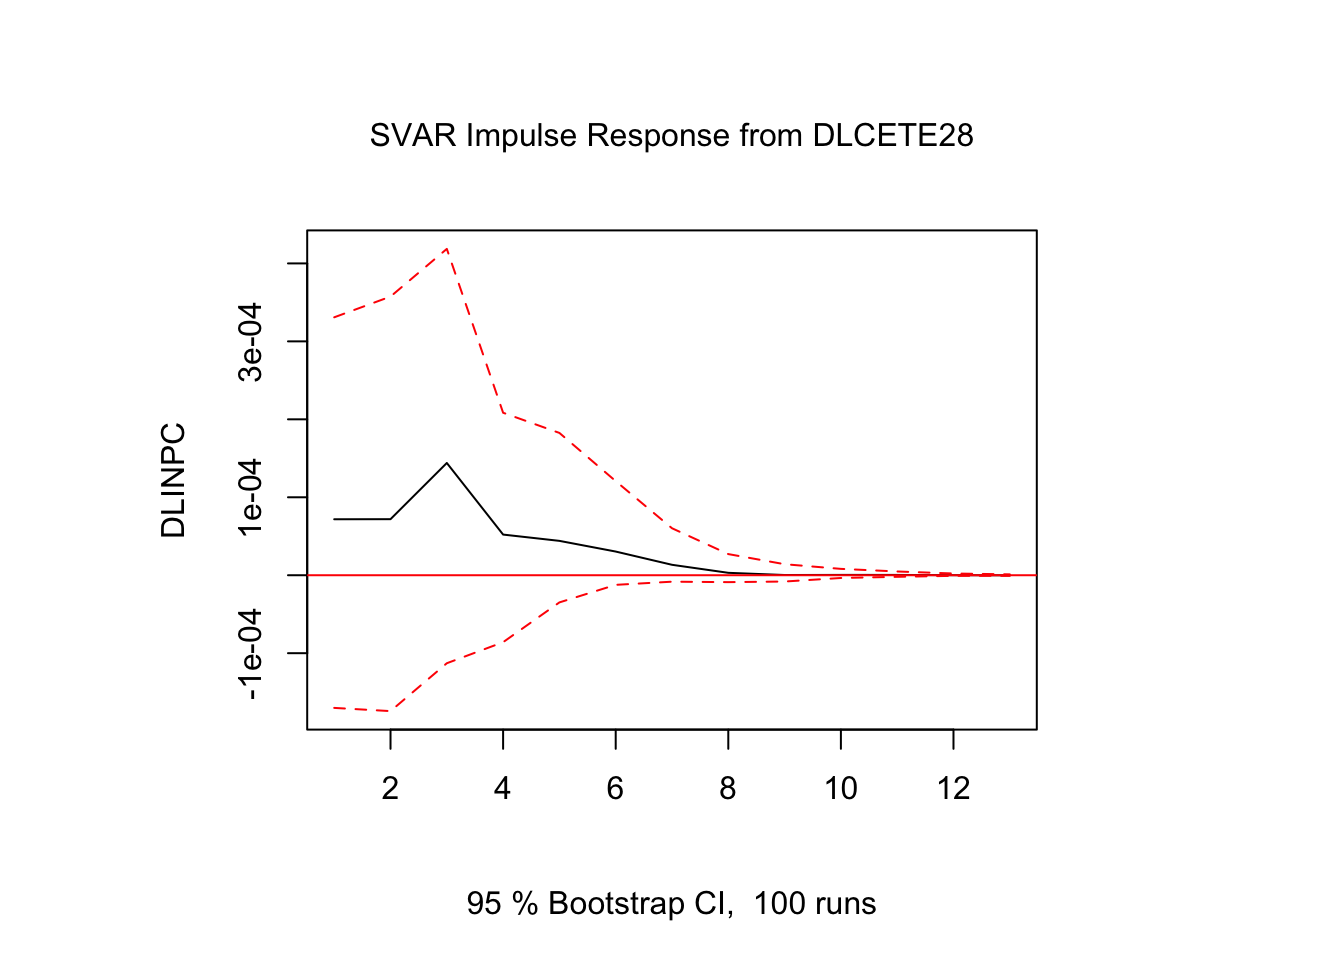 SVAR Impulse Response from DLCETE28
DLINPC
3e-04
1e-04
-1e-04
2 4 6 8 10 12
95 % Bootstrap CI,  100 runs